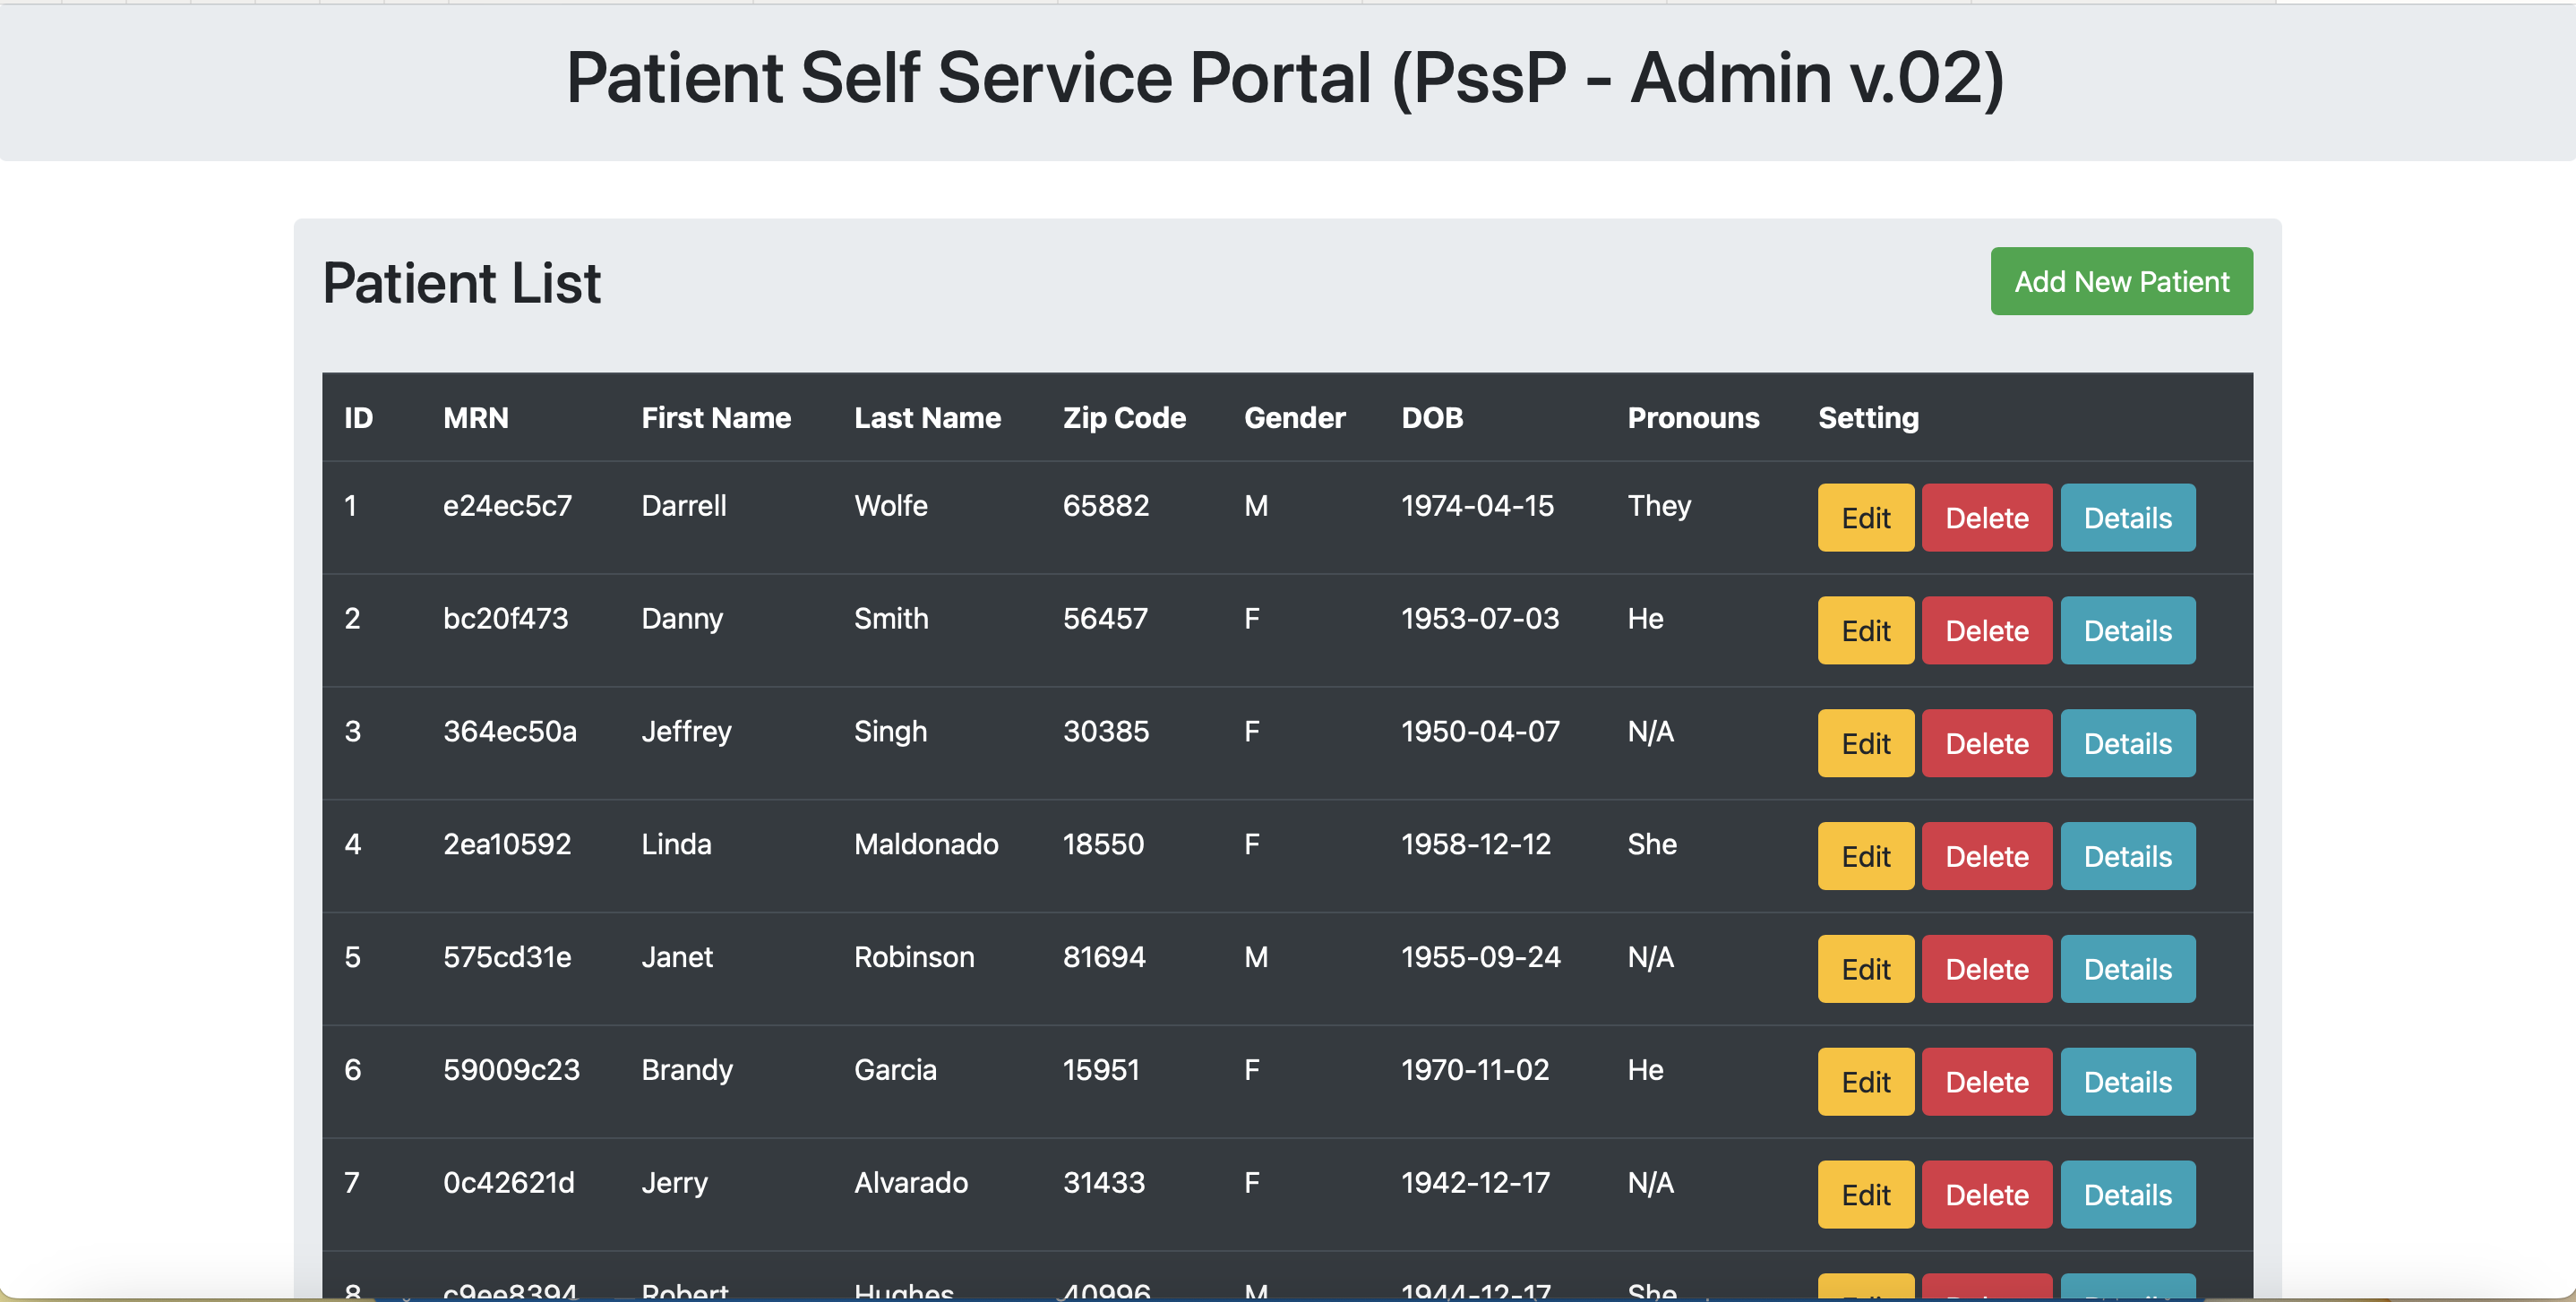 Patient Self Service Portal (PssP - Admin v.02)
Patient List
Add New Patient
ID MRN First Name Last Name Zip Code Gender DOB Pronouns Setting
1 e24ec5c7 Darrell Wolfe 65882 M 1974-04-15 They Edit Delete Details
2 bc20f473 Danny Smith 56457 F 1953-07-03 He Edit Delete Details
3 364ec50a Jeffrey Singh 30385 F 1950-04-07 N/A Edit Delete Details
4 2ea10592 Linda Maldonado 18550 F 1958-12-12 She Edit Delete Details
5 575cd31e Janet Robinson 81694 M 1955-09-24 N/A Edit Delete Details
6 59009c23 Brandy Garcia 15951 F 1970-11-02 He Edit Delete Details
7 0c42621d Jerry Alvarado 31433 F 1942-12-17 N/A Edit Delete Details
8 c9ee8394 Robert Hughes 40996 M 1944-12-17 She